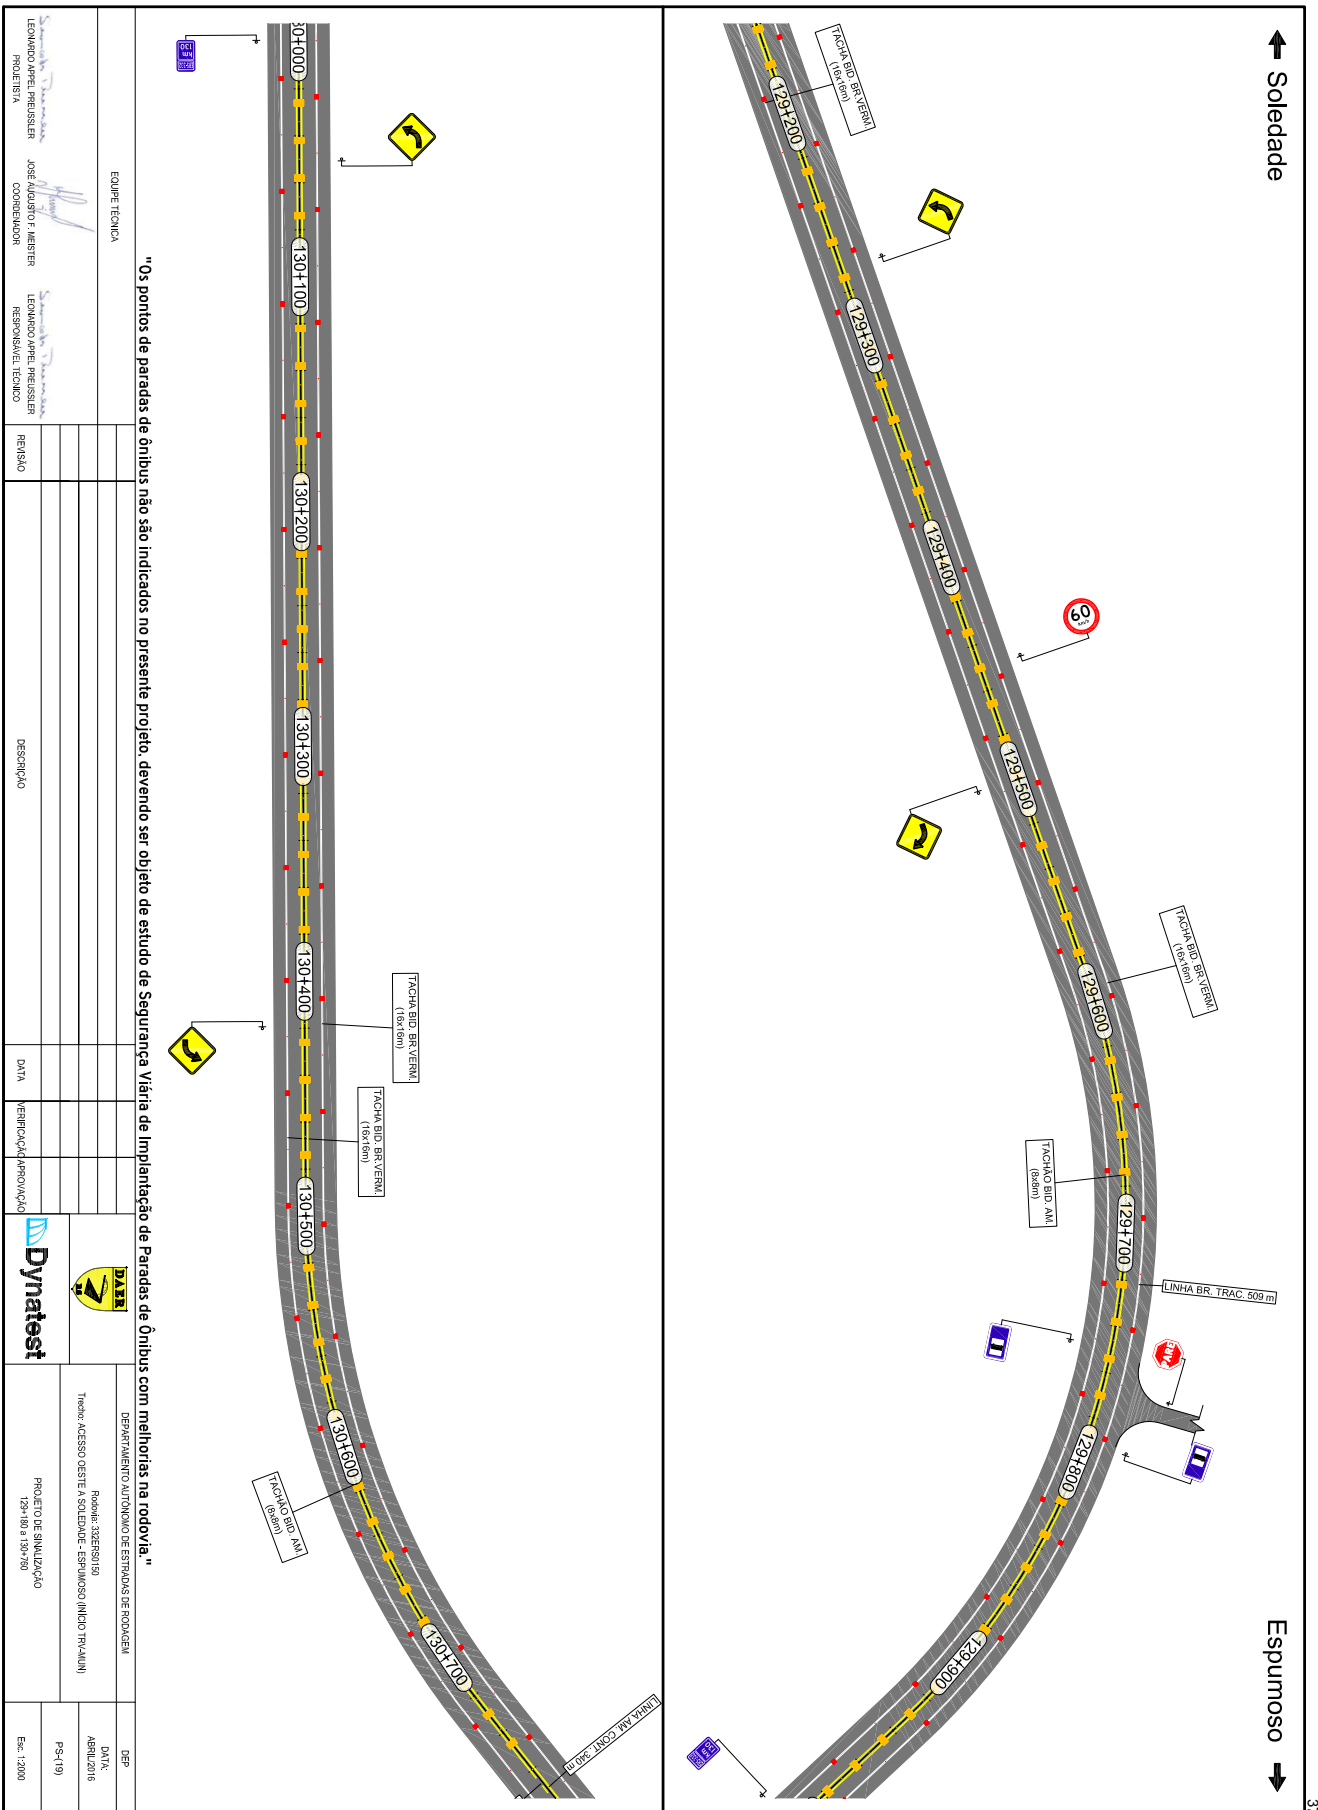 Soledade
Espumoso
TACHA BID. BR.VERM.
(16x16m)
129+200
129+300
129+400
60
km/h
129+500
TACHA BID. BR.VERM.
(16x16m)
129+600
TACHÃO BID. AM.
(8x8m)
129+700
LINHA BR. TRAC. 509 m
PARE
129+800
129+900
km
130
km
130
130+100
130+200
130+300
TACHA BID. BR.VERM.
(16x16m)
130+400
TACHA BID. BR.VERM.
(16x16m)
130+500
130+600
TACHÃO BID. AM.
(8x8m)
130+700
LINHA AM. CONT. 340 m
"Os pontos de paradas de ônibus não são indicados no presente projeto, devendo ser objeto de estudo de Segurança Viária de Implantação de Paradas de Ônibus com melhorias na rodovia."
EQUIPE TÉCNICA
LEONARDO APPEL PREUSSLER
PROJETISTA
JOSÉ AUGUSTO F. MEISTER
COORDENADOR
LEONARDO APPEL PREUSSLER
RESPONSÁVEL TÉCNICO
REVISÃO
DESCRIÇÃO
DATA
VERIFICAÇÃO
APROVAÇÃO
DAER
RS
Dynatest
DEPARTAMENTO AUTÔNOMO DE ESTRADAS DE RODAGEM
Rodovia: 332ERS0150
Trecho: ACESSO OESTE A SOLEDADE - ESPUMOSO (INÍCIO TRV-MUN)
PROJETO DE SINALIZAÇÃO
129+180 a 130+760
DEP
DATA:
ABRIL/2016
PS-(19)
Esc. 1:2000